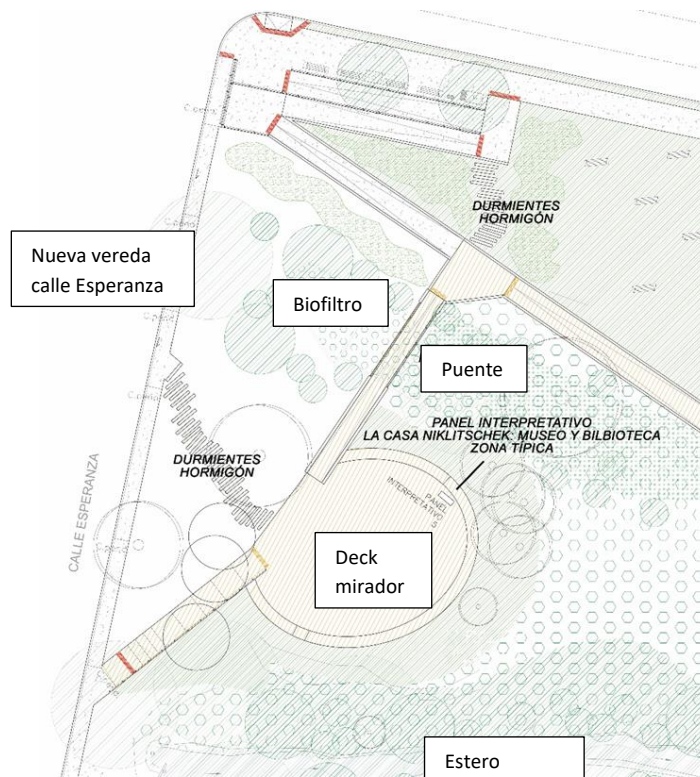 DURMIENTES
HORMIGÓN
Nueva vereda
calle Esperanza
Biofiltro
Puente
PANEL INTERPRETATIVO
LA CASA NIKLITSCHEK: MUSEO Y BILBIOTECA
ZONA TÍPICA
DURMIENTES
HORMIGÓN
PANEL
INTERPRETATIVO
5
CALLE ESPERANZA
Deck
mirador
Estero